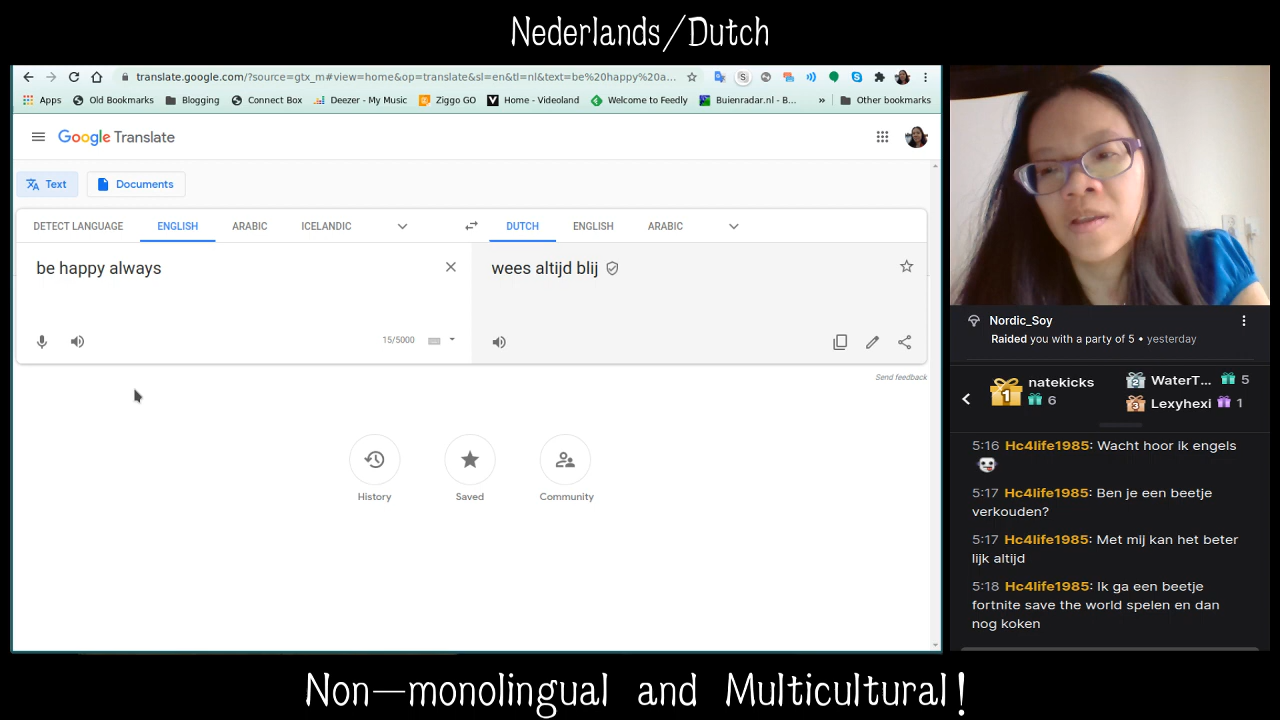 Nederlands/Dutch
translate.google.com/?source=gtx_m#view=home&op=translate&sl=en&tl=nl&text=be%20happy%20a...
Apps Old Bookmarks Blogging Connect Box Deezer - My Music Ziggo GO Home - Videoland Welcome to Feedly Buienradar.nl - B... » Other bookmarks
Google Translate
Text Documents
DETECT LANGUAGE ENGLISH ARABIC ICELANDIC DUTCH ENGLISH ARABIC
be happy always wees altijd blij
15/5000
Send feedback
History Saved Community
Nordic_Soy
Raided you with a party of 5 • yesterday
1 natekicks 6
2 WaterT... 5
3 Lexyhexi 1
5:16 Hc4life1985: Wacht hoor ik engels
5:17 Hc4life1985: Ben je een beetje
verkouden?
5:17 Hc4life1985: Met mij kan het beter
lijk altijd
5:18 Hc4life1985: Ik ga een beetje
fortnite save the world spelen en dan
nog koken
Non-monolingual and Multicultural!